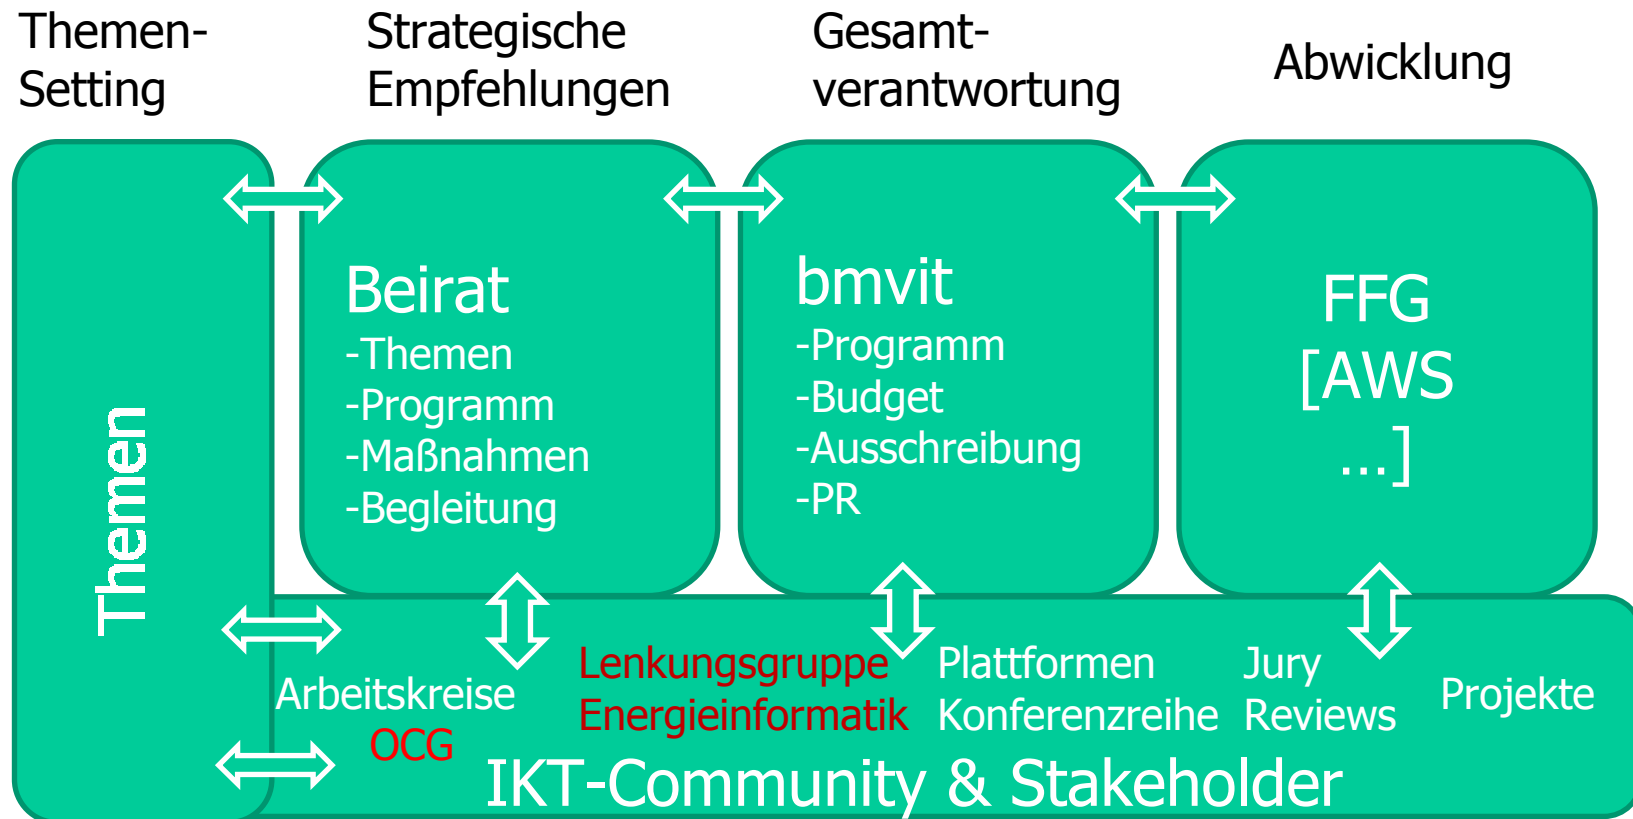 Themen-
Setting
Strategische
Empfehlungen
Gesamt-
verantwortung
Abwicklung
Themen
Beirat
-Themen
-Programm
-Maßnahmen
-Begleitung
bmvit
-Programm
-Budget
-Ausschreibung
-PR
FFG
[AWS
...]
Arbeitskreise
OCG
Lenkungsgruppe
Energieinformatik
Plattformen
Konferenzreihe
Jury
Reviews
Projekte
IKT-Community & Stakeholder